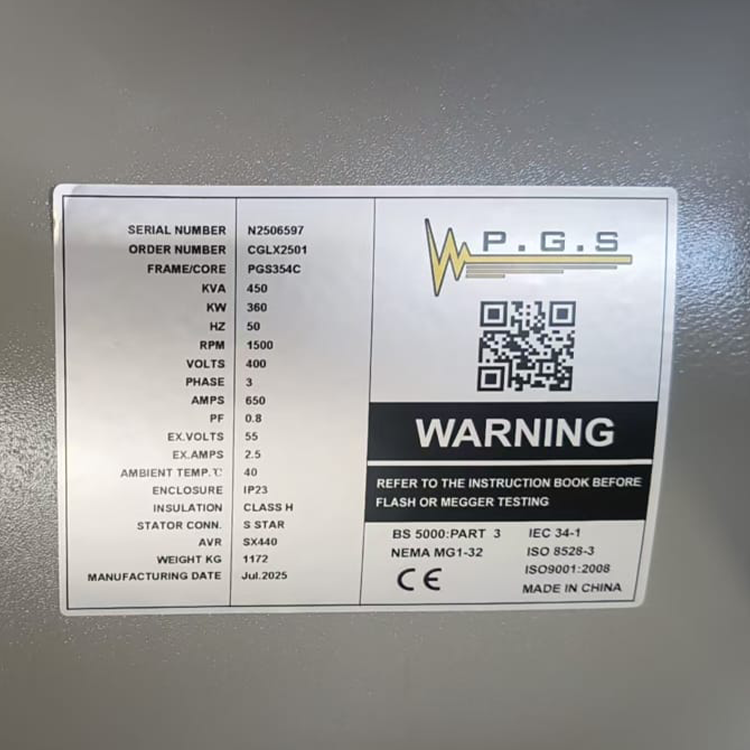 SERIAL NUMBER N2506597
ORDER NUMBER CGLX2501
FRAME/CORE PGS354C
KVA 450
KW 360
HZ 50
RPM 1500
VOLTS 400
PHASE 3
AMPS 650
PF 0.8
EX.VOLTS 55
EX.AMPS 2.5
AMBIENT TEMP.℃ 40
ENCLOSURE IP23
INSULATION CLASS H
STATOR CONN. S STAR
AVR SX440
WEIGHT KG 1172
MANUFACTURING DATE Jul.2025
P.G.S
WARNING
REFER TO THE INSTRUCTION BOOK BEFORE
FLASH OR MEGGER TESTING
BS 5000:PART 3 IEC 34-1
NEMA MG1-32 ISO 8528-3
CE ISO9001:2008
MADE IN CHINA